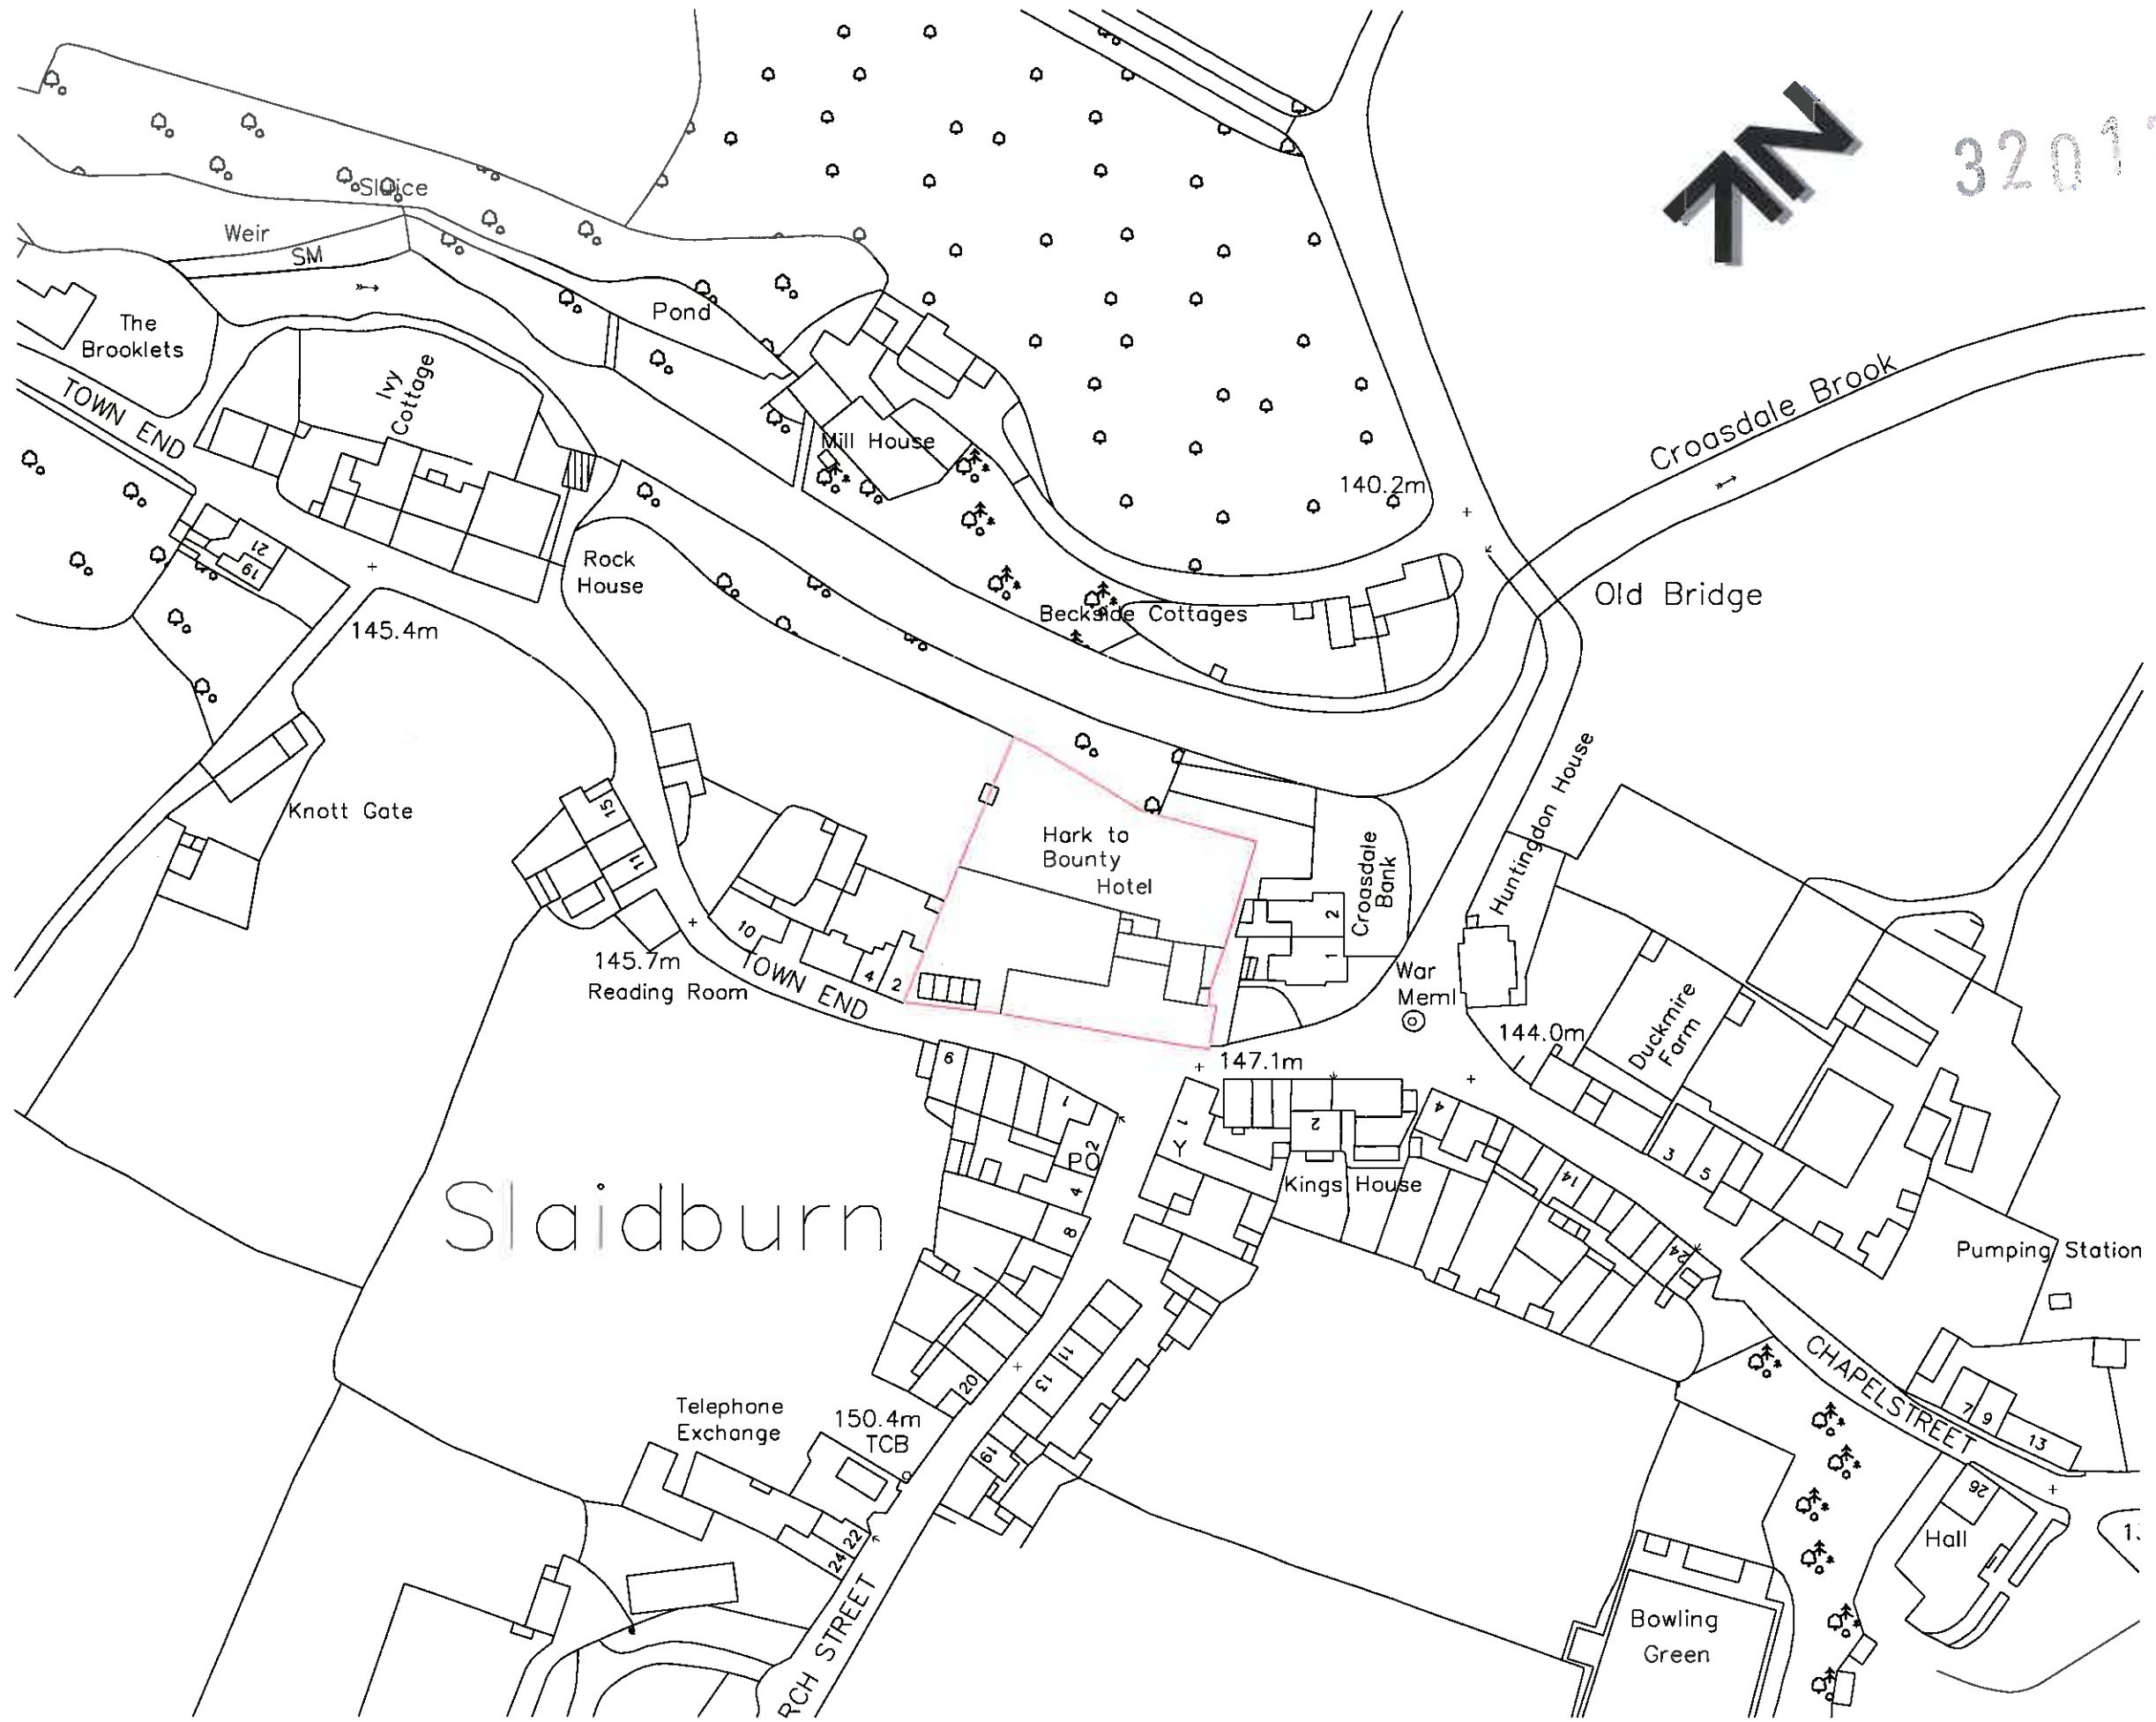 N
3201
Sluice
Weir
SM
Pond
The
Brooklets
Ivy
Cottage
TOWN END
Mill House
Croasdale Brook
140.2m
21
19
Rock
House
Old Bridge
Beckside Cottages
145.4m
Huntingdon House
Knott Gate
15
11
Hark to
Bounty
Hotel
Croasdale
Bank
2
1
10
4
2
TOWN END
145.7m
Reading Room
War
Meml
144.0m
Duckmire
Farm
147.1m
6
1
2
PO
4
8
1
Y
2
Kings House
4
14
24
3
5
Slaidburn
Pumping Station
20
11
13
19
Telephone
Exchange
150.4m
TCB
22
24
CHAPELSTREET
7
9
13
26
Hall
Bowling
Green
RCH STREET